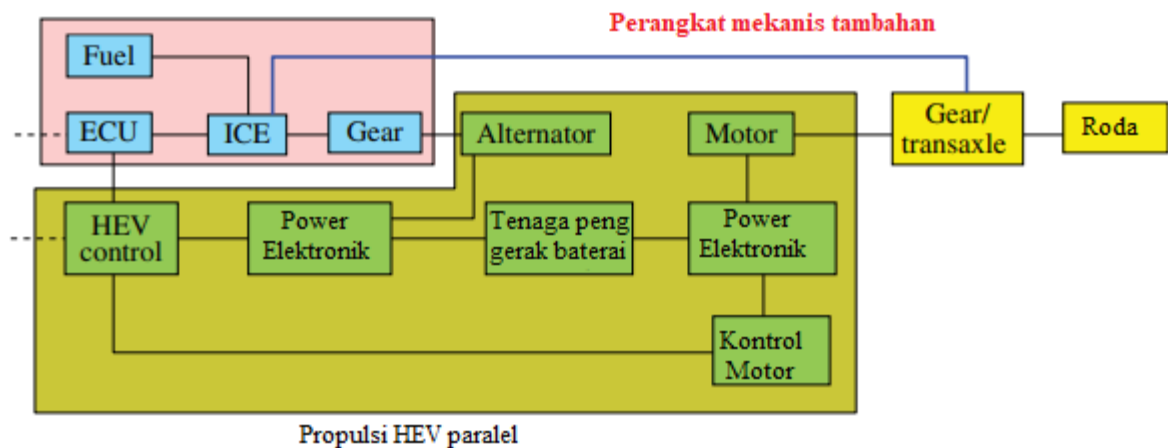 Perangkat mekanis tambahan
Fuel
ECU
ICE
Gear
Alternator
Motor
Gear/
transaxle
Roda
HEV
control
Power
Elektronik
Tenaga peng
gerak baterai
Power
Elektronik
Kontrol
Motor
Propulsi HEV paralel